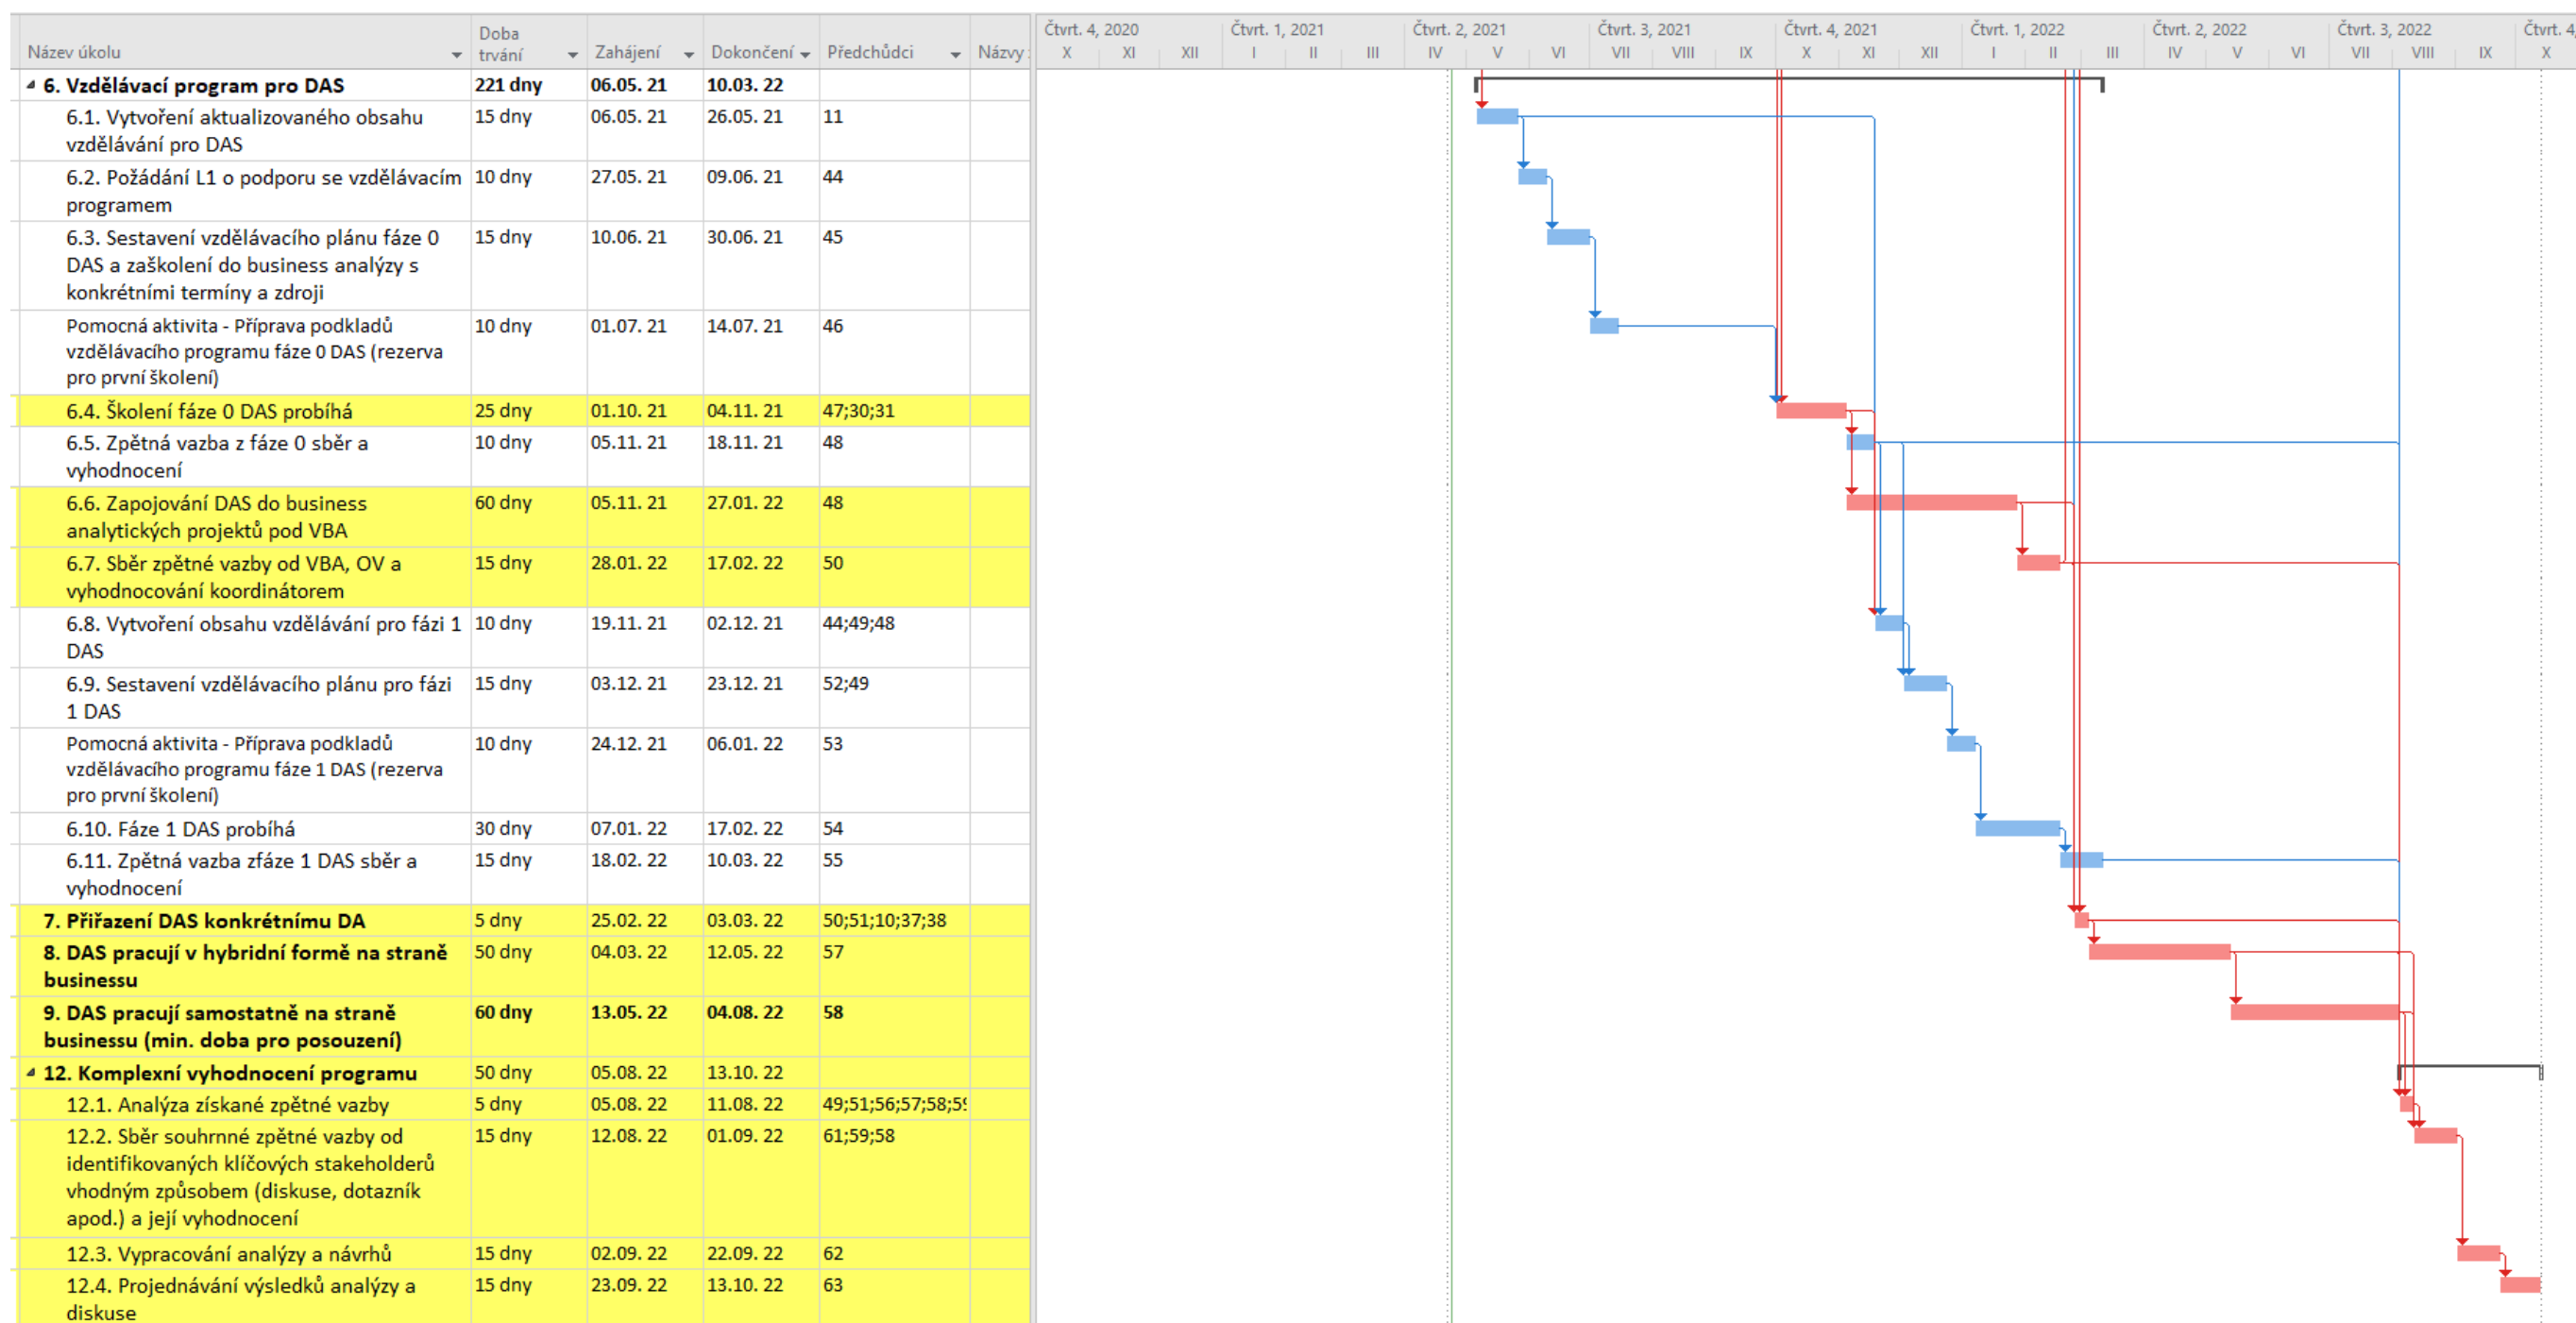 Čtvrt. 4, 2020 Čtvrt. 1, 2021 Čtvrt. 2, 2021 Čtvrt. 3, 2021 Čtvrt. 4, 2021 Čtvrt. 1, 2022 Čtvrt. 2, 2022 Čtvrt. 3, 2022 Čtvrt. 4,
Doba
Název úkolu trvání Zahájení Dokončení Předchůdci Názvy X XI XII I II III IV V VI VII VIII IX X XI XII I II III IV V VI VII VIII IX X
6. Vzdělávací program pro DAS 221 dny 06.05. 21 10.03. 22
6.1. Vytvoření aktualizovaného obsahu 15 dny 06.05. 21 26.05. 21 11
vzdělávání pro DAS
6.2. Požádání L1 o podporu se vzdělávacím 10 dny 27.05. 21 09.06. 21 44
programem
6.3. Sestavení vzdělávacího plánu fáze 0 15 dny 10.06. 21 30.06. 21 45
DAS a zaškolení do business analýzy s
konkrétními termíny a zdroji
Pomocná aktivita - Příprava podkladů 10 dny 01.07. 21 14.07. 21 46
vzdělávacího programu fáze 0 DAS (rezerva
pro první školení)
6.4. Školení fáze 0 DAS probíhá 25 dny 01.10. 21 04.11. 21 47;30;31
6.5. Zpětná vazba z fáze 0 sběr a 10 dny 05.11. 21 18.11. 21 48
vyhodnocení
6.6. Zapojování DAS do business 60 dny 05.11. 21 27.01. 22 48
analytických projektů pod VBA
6.7. Sběr zpětné vazby od VBA, OV a 15 dny 28.01. 22 17.02. 22 50
vyhodnocování koordinátorem
6.8. Vytvoření obsahu vzdělávání pro fázi 1 10 dny 19.11. 21 02.12. 21 44;49;48
DAS
6.9. Sestavení vzdělávacího plánu pro fázi 15 dny 03.12. 21 23.12. 21 52;49
1 DAS
Pomocná aktivita - Příprava podkladů 10 dny 24.12. 21 06.01. 22 53
vzdělávacího programu fáze 1 DAS (rezerva
pro první školení)
6.10. Fáze 1 DAS probíhá 30 dny 07.01. 22 17.02. 22 54
6.11. Zpětná vazba zfáze 1 DAS sběr a 15 dny 18.02. 22 10.03. 22 55
vyhodnocení
7. Přiřazení DAS konkrétnímu DA 5 dny 25.02. 22 03.03. 22 50;51;10;37;38
8. DAS pracují v hybridní formě na straně 50 dny 04.03. 22 12.05. 22 57
businessu
9. DAS pracují samostatně na straně 60 dny 13.05. 22 04.08. 22 58
businessu (min. doba pro posouzení)
12. Komplexní vyhodnocení programu 50 dny 05.08. 22 13.10. 22
12.1. Analýza získané zpětné vazby 5 dny 05.08. 22 11.08. 22 49;51;56;57;58;59
12.2. Sběr souhrnné zpětné vazby od 15 dny 12.08. 22 01.09. 22 61;59;58
identifikovaných klíčových stakeholderů
vhodným způsobem (diskuse, dotazník
apod.) a její vyhodnocení
12.3. Vypracování analýzy a návrhů 15 dny 02.09. 22 22.09. 22 62
12.4. Projednávání výsledků analýzy a 15 dny 23.09. 22 13.10. 22 63
diskuse